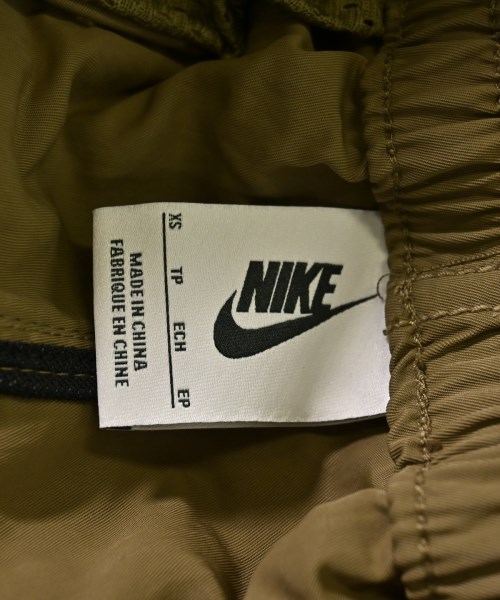 NIKE
XS TP ECH EP
MADE IN CHINA
FABRIQUE EN CHINE